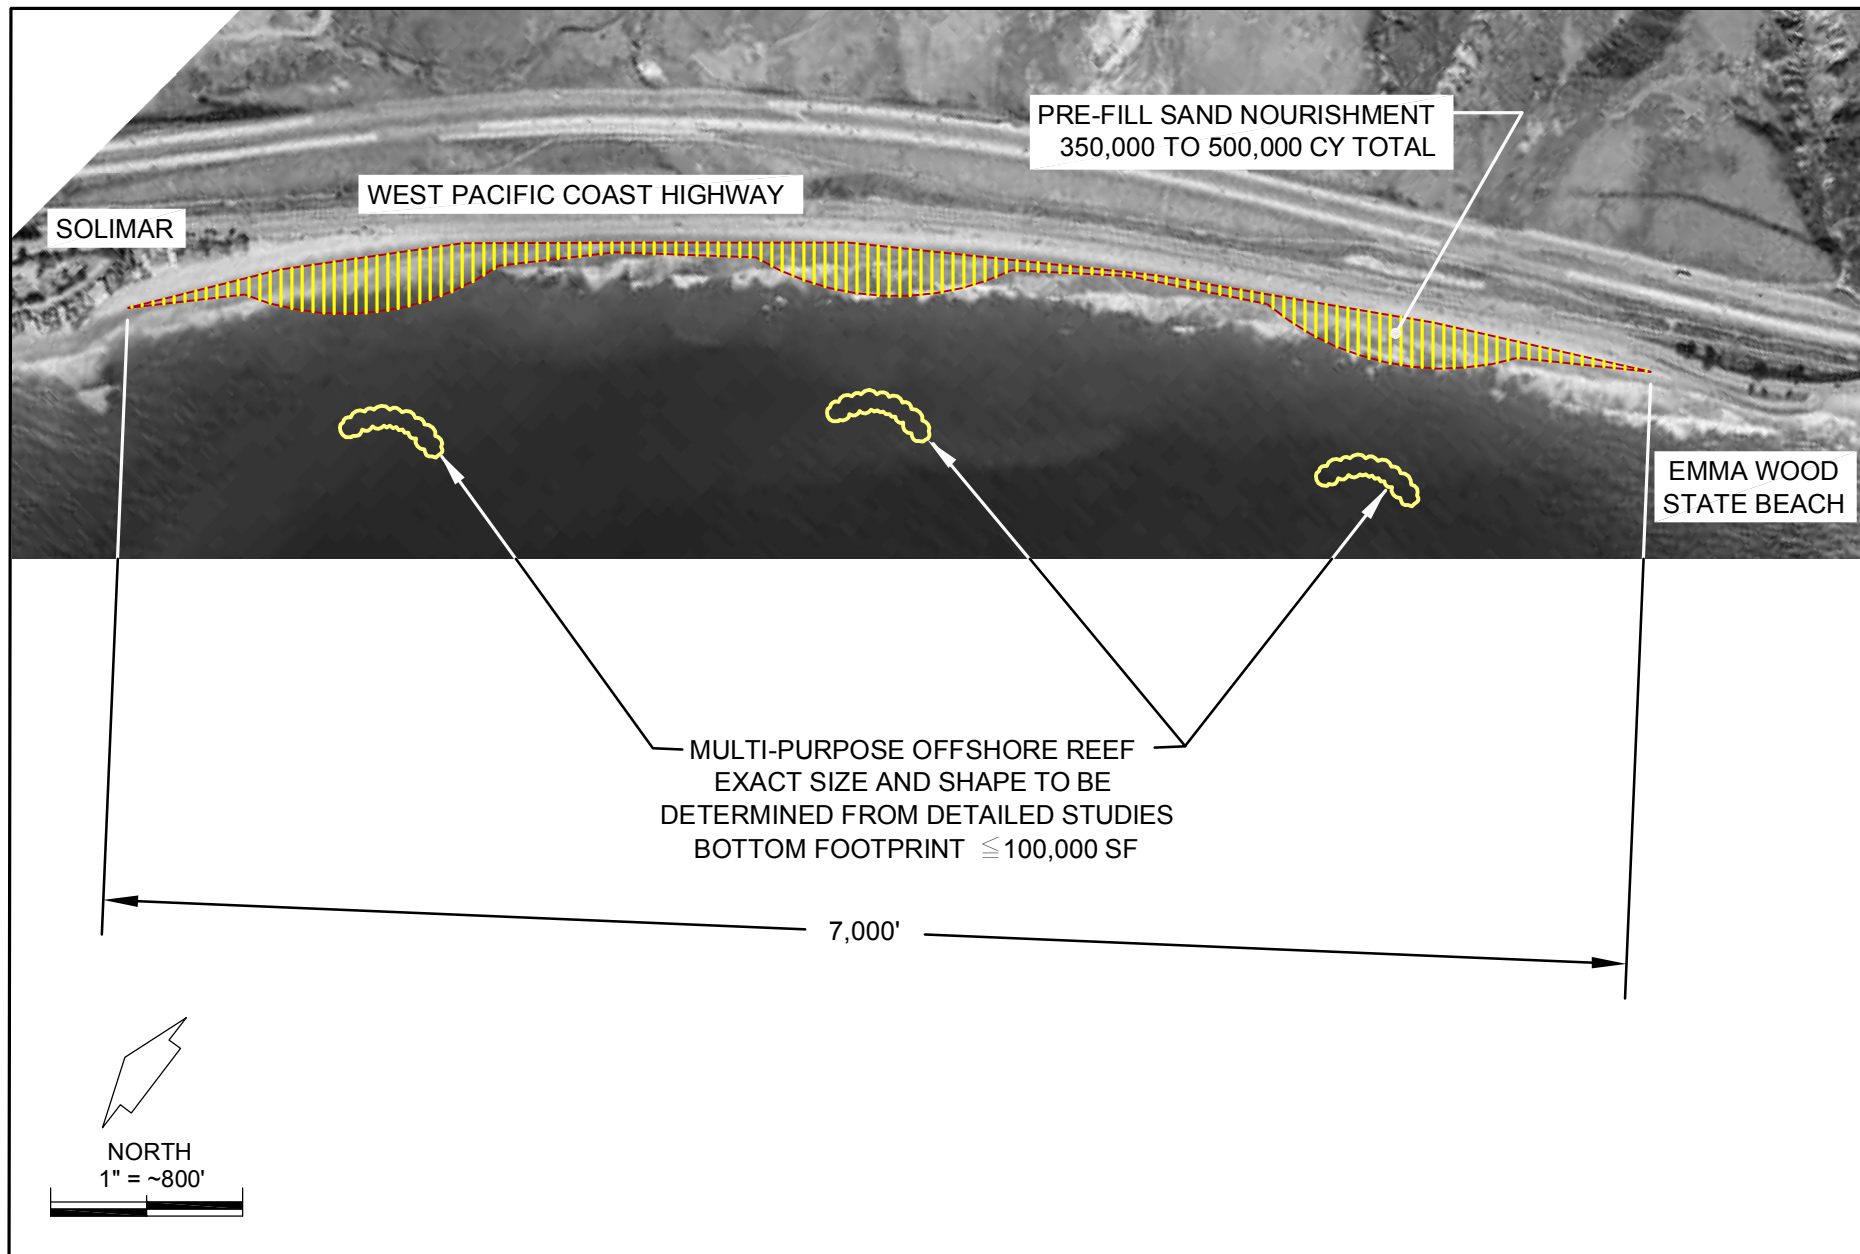 PRE-FILL SAND NOURISHMENT
350,000 TO 500,000 CY TOTAL
WEST PACIFIC COAST HIGHWAY
SOLIMAR
EMMA WOOD
STATE BEACH
MULTI-PURPOSE OFFSHORE REEF
EXACT SIZE AND SHAPE TO BE
DETERMINED FROM DETAILED STUDIES
BOTTOM FOOTPRINT ≦100,000 SF
7,000'
NORTH
1" = ~800'